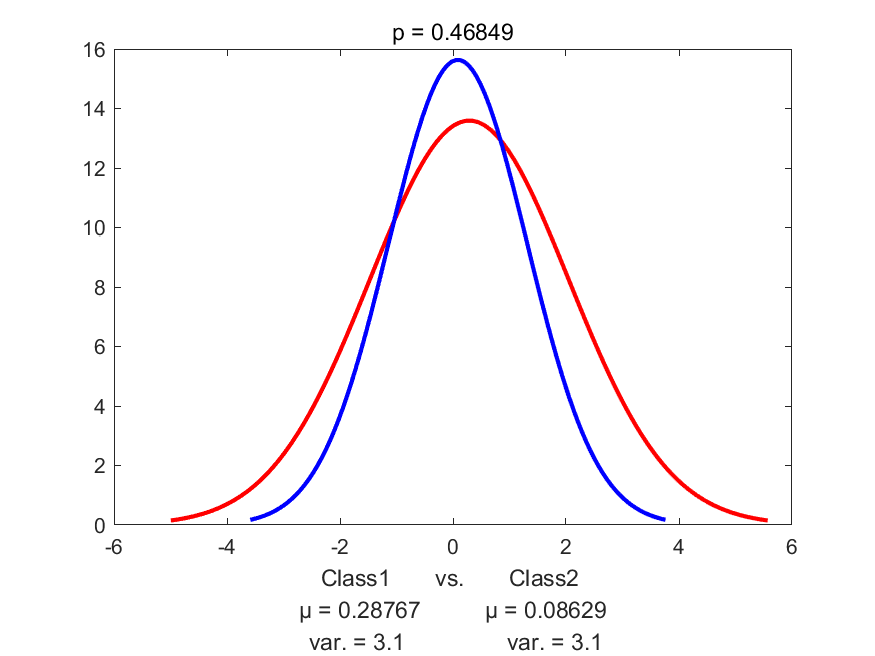 p = 0.46849
16
14
12
10
8
6
4
2
0
-6 -4 -2 0 2 4 6
Class1 vs. Class2
μ = 0.28767 μ = 0.08629
var. = 3.1 var. = 3.1